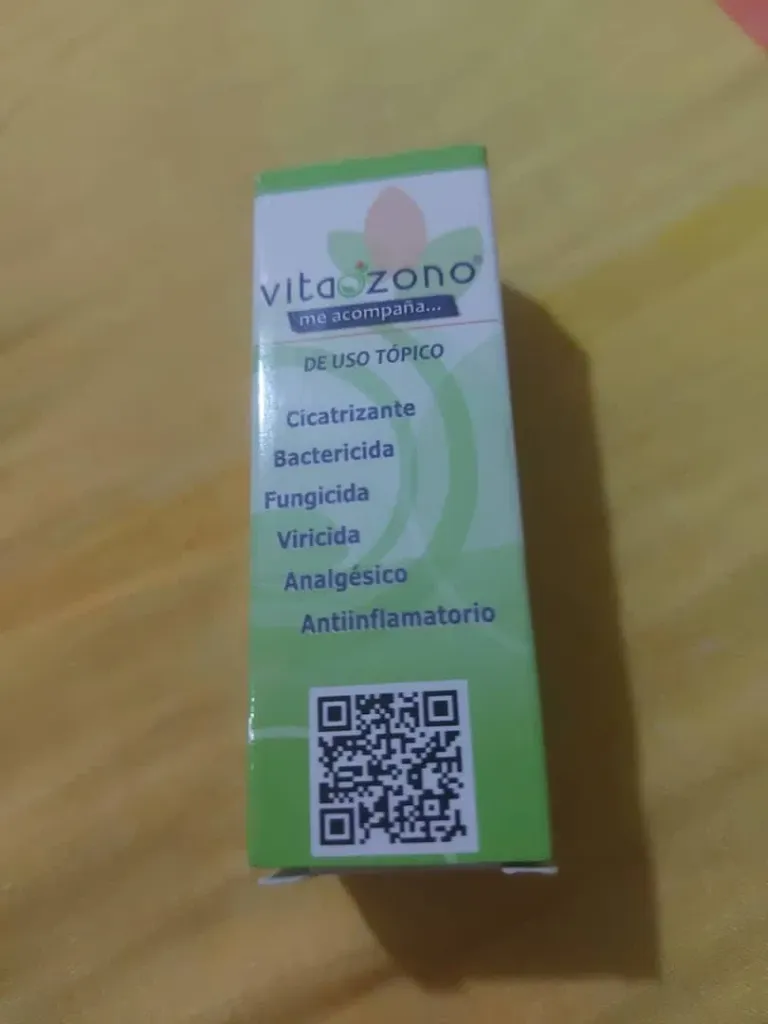 vitaozono®
me acompaña...
DE USO TÓPICO
Cicatrizante
Bactericida
Fungicida
Viricida
Analgésico
Antiinflamatorio